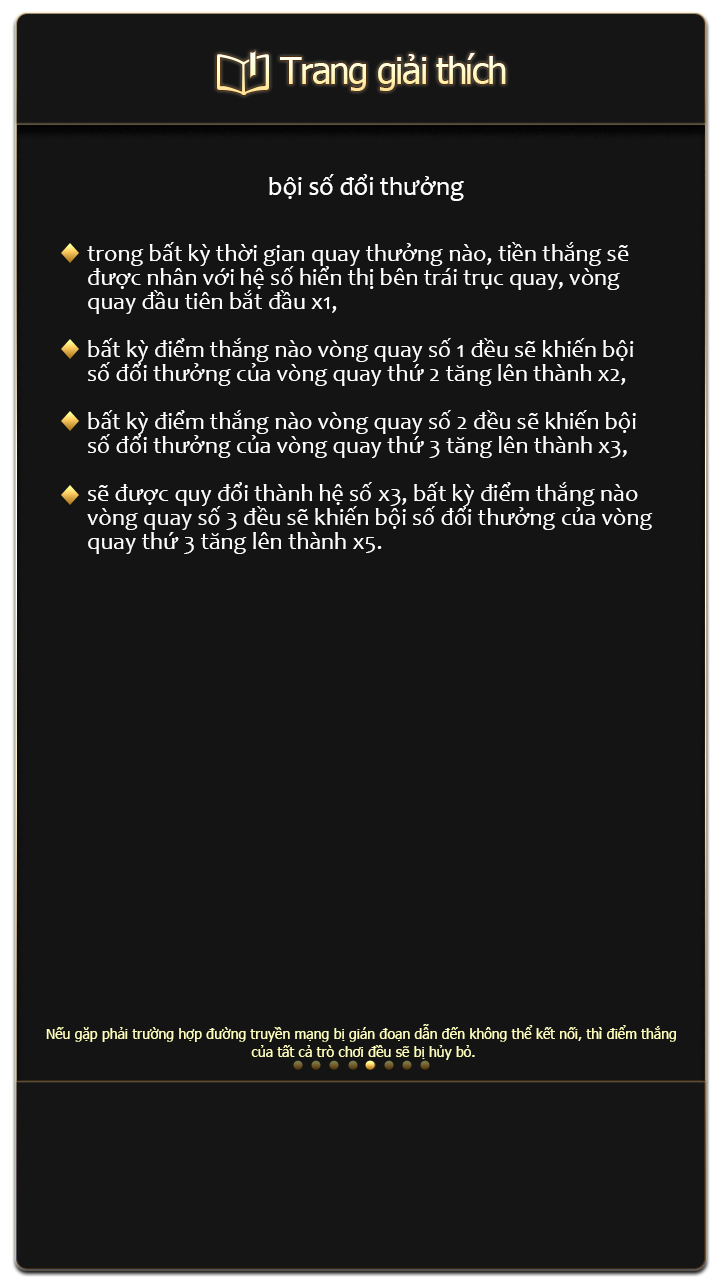 Trang giải thích
bội số đổi thưởng
trong bất kỳ thời gian quay thưởng nào, tiền thắng sẽ
được nhân với hệ số hiển thị bên trái trục quay, vòng
quay đầu tiên bắt đầu x1,
bất kỳ điểm thắng nào vòng quay số 1 đều sẽ khiến bội
số đổi thưởng của vòng quay thứ 2 tăng lên thành x2,
bất kỳ điểm thắng nào vòng quay số 2 đều sẽ khiến bội
số đổi thưởng của vòng quay thứ 3 tăng lên thành x3,
sẽ được quy đổi thành hệ số x3, bất kỳ điểm thắng nào
vòng quay số 3 đều sẽ khiến bội số đổi thưởng của vòng
quay thứ 3 tăng lên thành x5.
Nếu gặp phải trường hợp đường truyền mạng bị gián đoạn dẫn đến không thể kết nối, thì điểm thắng
của tất cả trò chơi đều sẽ bị hủy bỏ.